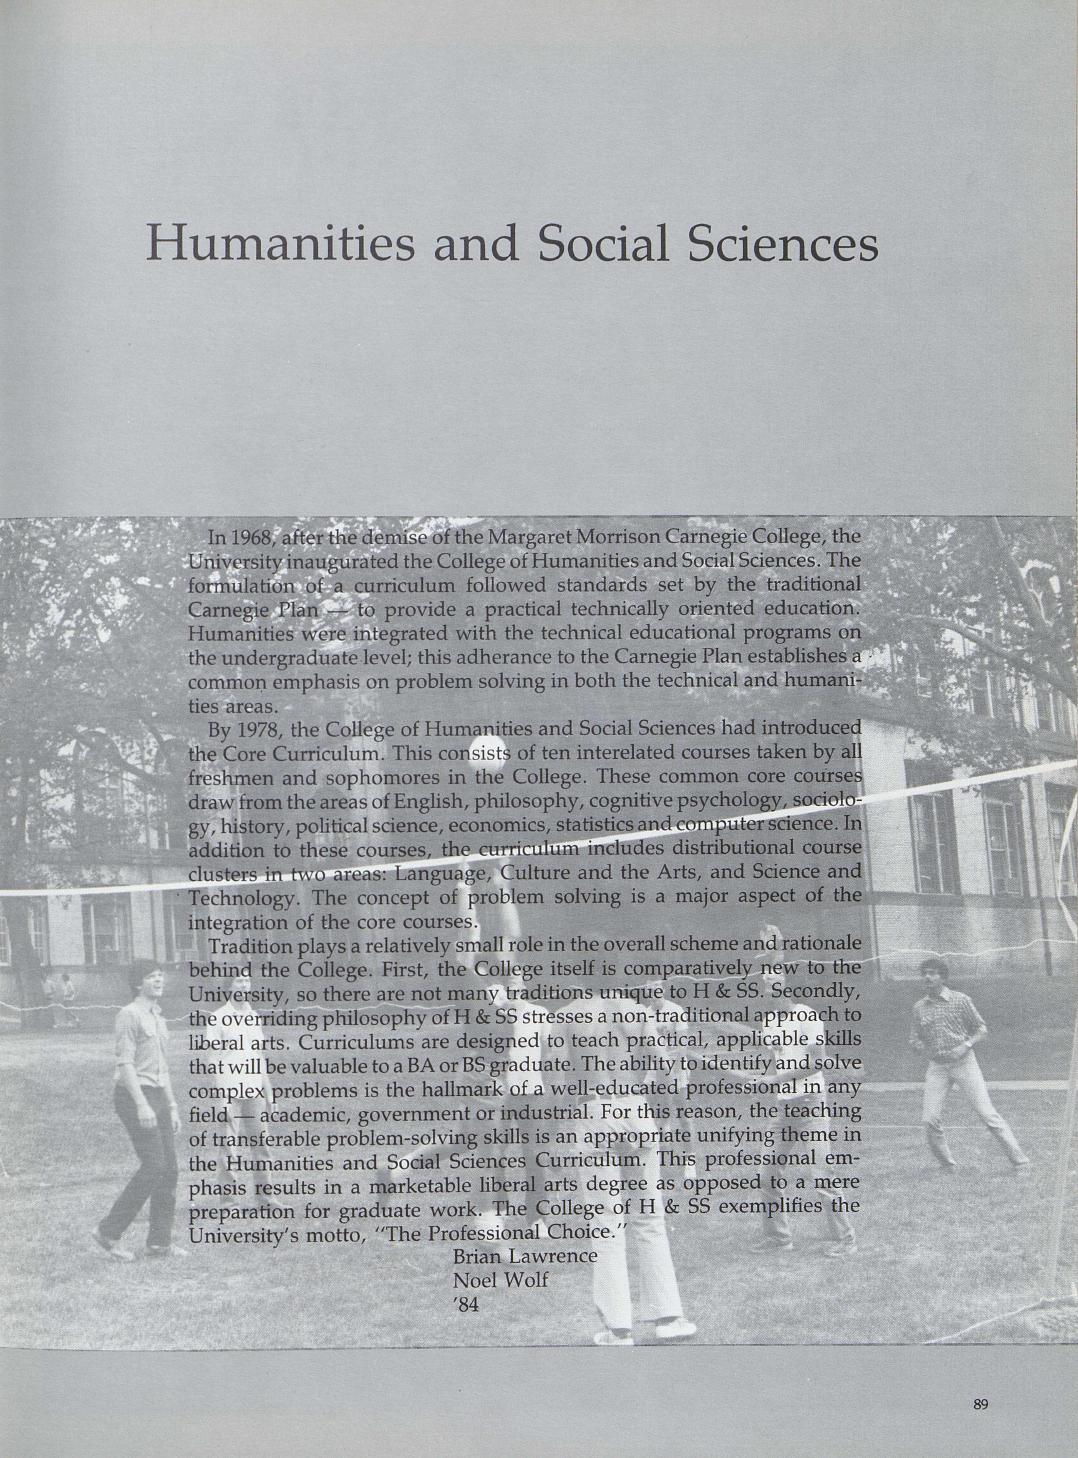 Humanities and Social Sciences
In 1968, after the demise of the Margaret Morrison Carnegie College, the
University inaugurated the College of Humanities and Social Sciences. The
formulation of a curriculum followed standards set by the traditional
Carnegie Plan — to provide a practical technically oriented education.
Humanities were integrated with the technical educational programs on
the undergraduate level; this adherance to the Carnegie Plan establishes a
common emphasis on problem solving in both the technical and humani-
ties areas.
By 1978, the College of Humanities and Social Sciences had introduced
the Core Curriculum. This consists of ten interelated courses taken by all
freshmen and sophomores in the College. These common core courses
draw from the areas of English, philosophy, cognitive psychology, sociolo-
gy, history, political science, economics, statistics and computer science. In
addition to these courses, the curriculum includes distributional course
clusters in two areas: Language, Culture and the Arts, and Science and
Technology. The concept of problem solving is a major aspect of the
integration of the core courses.
Tradition plays a relatively small role in the overall scheme and rationale
behind the College. First, the College itself is comparatively new to the
University, so there are not many traditions unique to H & SS. Secondly,
the overriding philosophy of H & SS stresses a non-traditional approach to
liberal arts. Curriculums are designed to teach practical, applicable skills
that will be valuable to a BA or BS graduate. The ability to identify and solve
complex problems is the hallmark of a well-educated professional in any
field — academic, government or industrial. For this reason, the teaching
of transferable problem-solving skills is an appropriate unifying theme in
the Humanities and Social Sciences Curriculum. This professional em-
phasis results in a marketable liberal arts degree as opposed to a mere
preparation for graduate work. The College of H & SS exemplifies the
University's motto, "The Professional Choice."
Brian Lawrence
Noel Wolf
'84
89